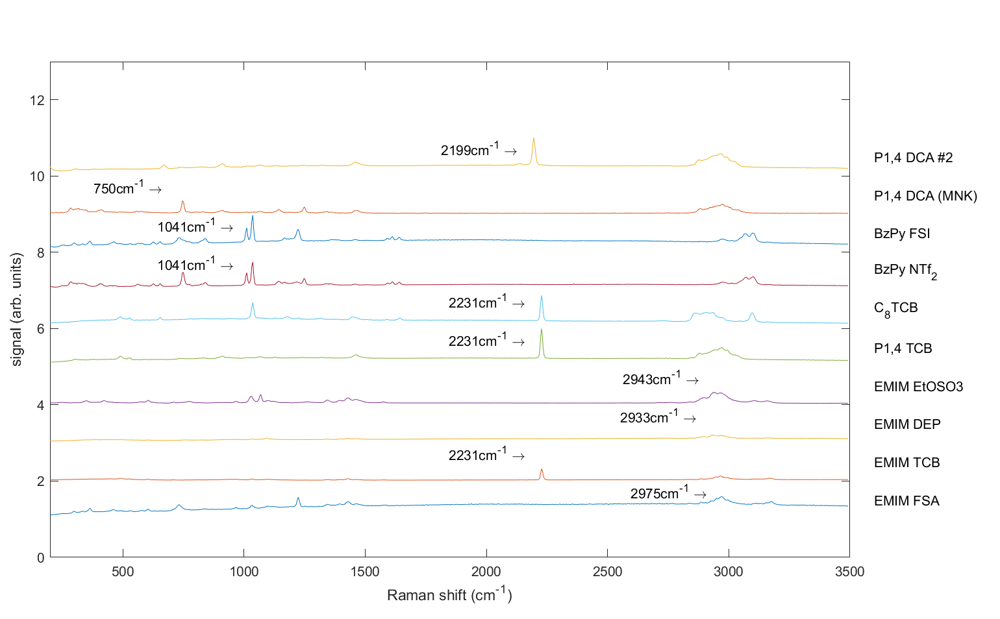 12
10
8
6
4
2
0
signal (arb. units)
2199cm-1 →
P1,4 DCA #2
750cm-1 →
P1,4 DCA (MNK)
1041cm-1 →
BzPy FSI
1041cm-1 →
BzPy NTf2
2231cm-1 →
C8TCB
2231cm-1 →
P1,4 TCB
2943cm-1 →
EMIM EtOSO3
2933cm-1 →
EMIM DEP
2231cm-1 →
EMIM TCB
2975cm-1 →
EMIM FSA
500 1000 1500 2000 2500 3000 3500
Raman shift (cm-1)